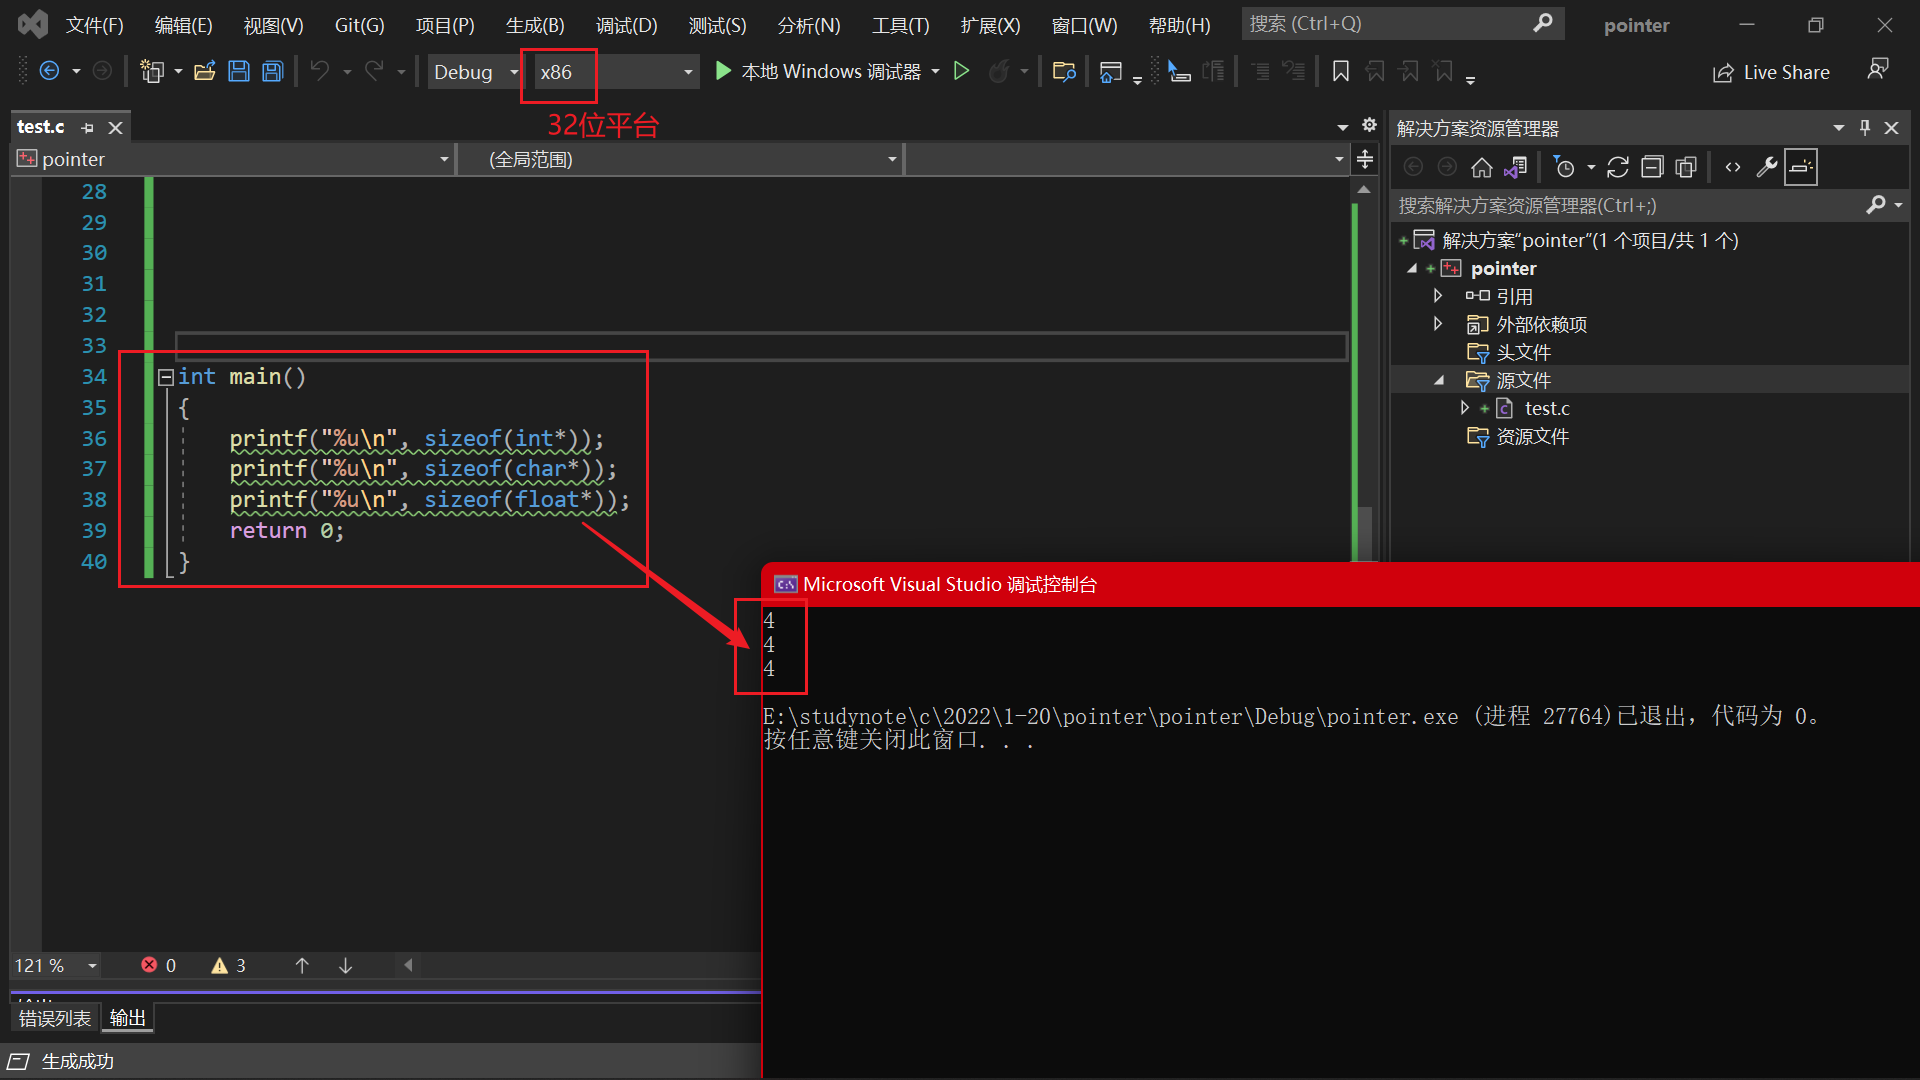 文件(F) 编辑(E) 视图(V) Git(G) 项目(P) 生成(B) 调试(D) 测试(S) 分析(N) 工具(T) 扩展(X) 窗口(W) 帮助(H) 搜索 (Ctrl+Q) pointer
Debug x86 本地 Windows 调试器 Live Share
32位平台
test.c
pointer (全局范围)
28
29
30
31
32
33
34 int main()
35 {
36 printf("%u\n", sizeof(int*));
37 printf("%u\n", sizeof(char*));
38 printf("%u\n", sizeof(float*));
39 return 0;
40 }
解决方案资源管理器
搜索解决方案资源管理器(Ctrl+;)
解决方案“pointer”(1 个项目/共 1 个)
pointer
引用
外部依赖项
头文件
源文件
test.c
资源文件
Microsoft Visual Studio 调试控制台
4
4
4
E:\studynote\c\2022\1-20\pointer\pointer\Debug\pointer.exe (进程 27764)已退出，代码为 0。
按任意键关闭此窗口. . .
121 % 0 3
错误列表 输出
生成成功